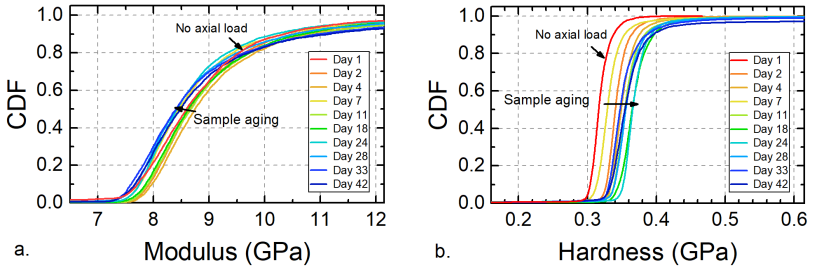 CDF
1.0
0.8
0.6
0.4
0.2
0.0
No axial load
Sample aging
Day 1
Day 2
Day 4
Day 7
Day 11
Day 18
Day 24
Day 28
Day 33
Day 42
7 8 9 10 11 12
a. Modulus (GPa)
CDF
1.0
0.8
0.6
0.4
0.2
0.0
No axial load
Sample aging
Day 1
Day 2
Day 4
Day 7
Day 11
Day 18
Day 24
Day 28
Day 33
Day 42
0.2 0.3 0.4 0.5 0.6
b. Hardness (GPa)